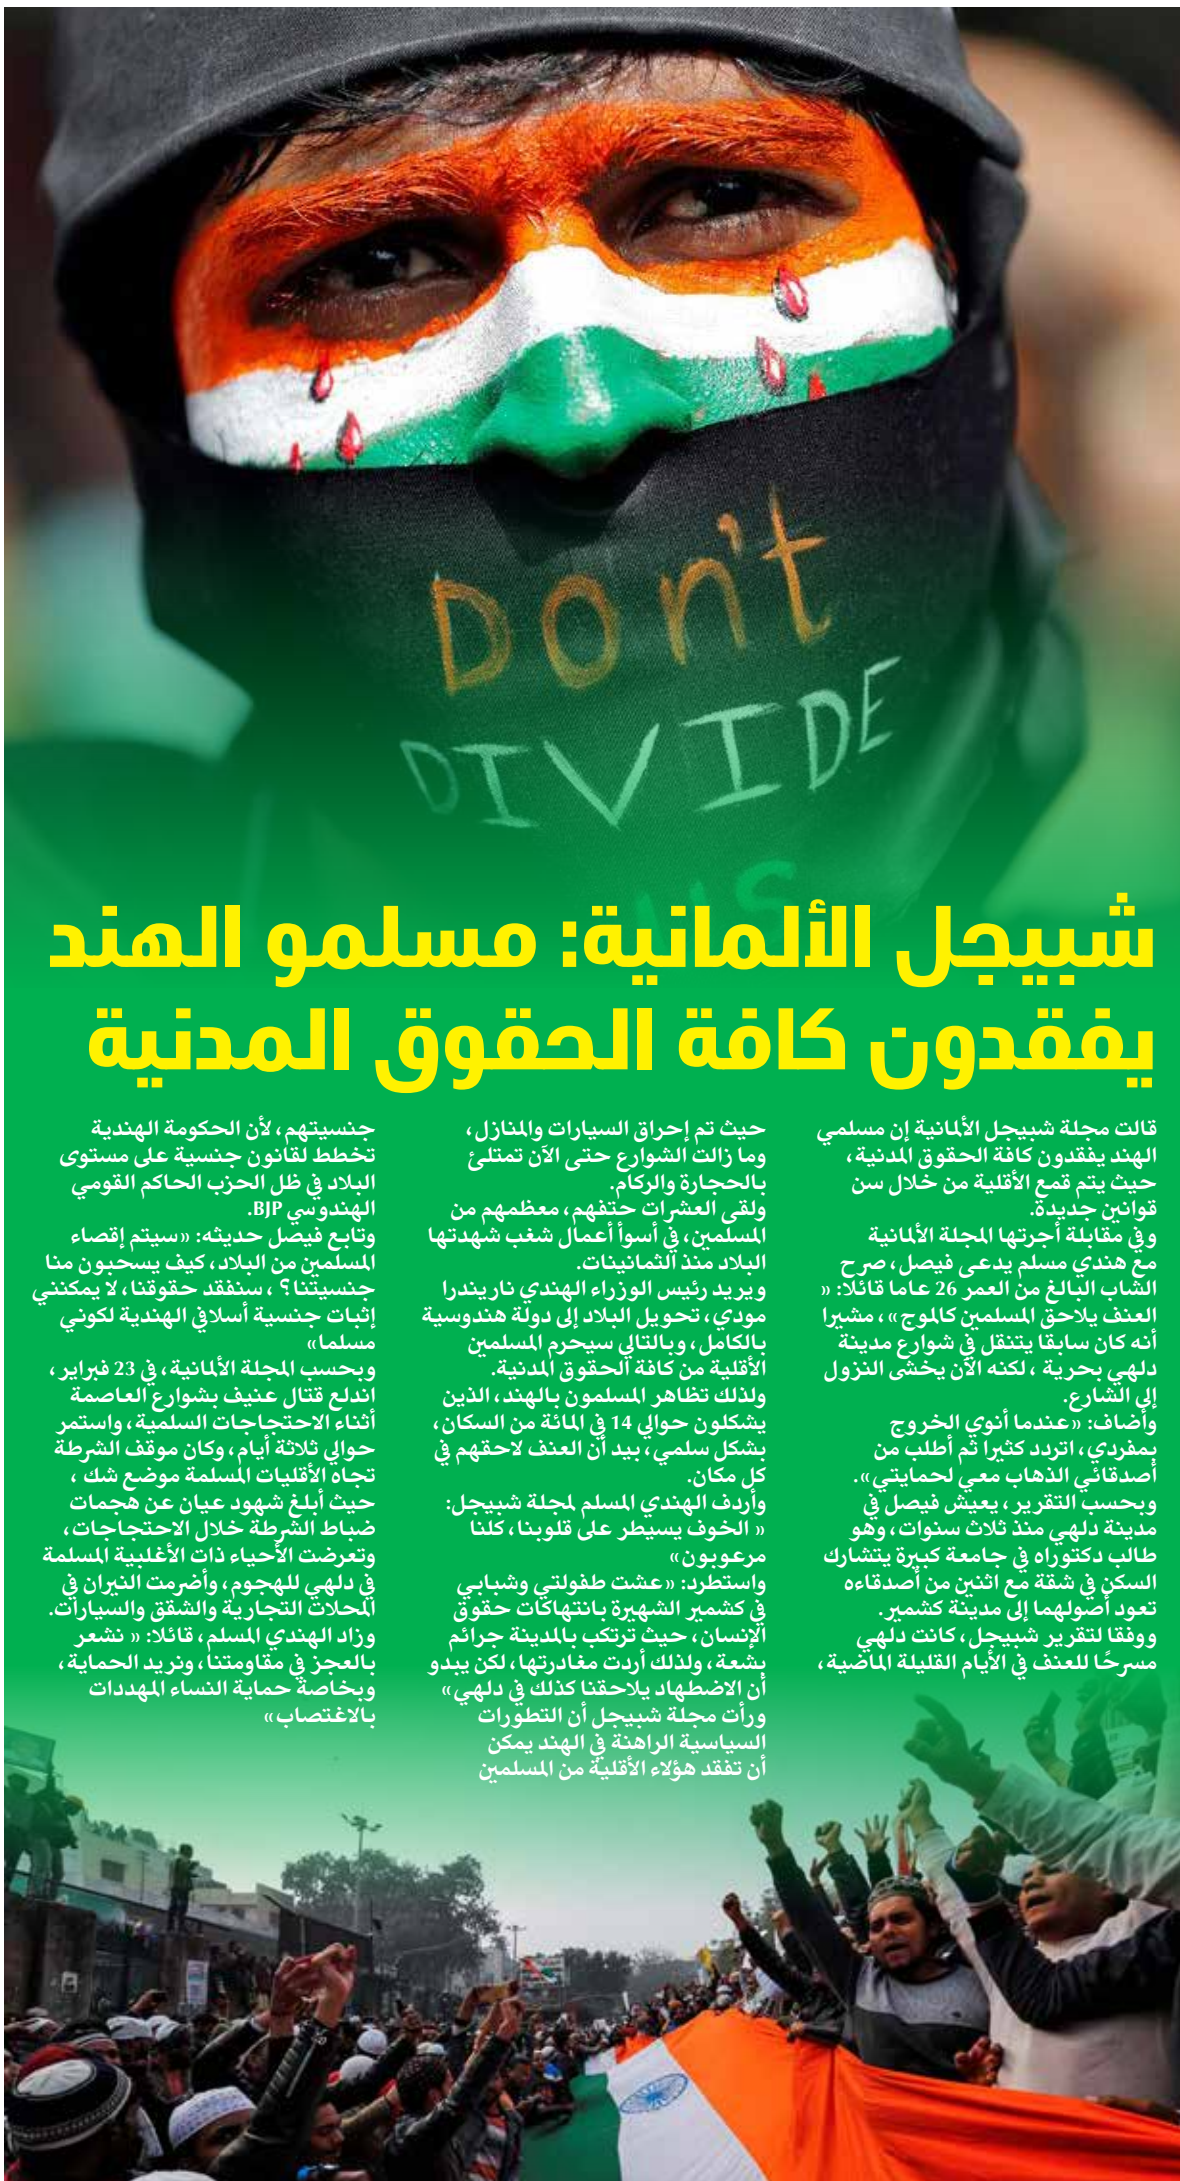 Don't
DIVIDE
US
شبيجل الألمانية: مسلمو الهند
يفقدون كافة الحقوق المدنية
قالت مجلة شبيجل الألمانية إن مسلمي
الهند يفقدون كافة الحقوق المدنية،
حيث يتم قمع الأقلية من خلال سن
قوانين جديدة.
وفي مقابلة أجرتها المجلة الألمانية
مع هندي مسلم يدعى فيصل، صرح
الشاب البالغ من العمر 26 عاما قائلا: «
العنف يلاحق المسلمين كالموج»، مشيرا
أنه كان سابقا يتنقل في شوارع مدينة
دلهي بحرية ، لكنه الآن يخشى النزول
إلى الشارع.
وأضاف: «عندما أنوي الخروج
بمفردي، اتردد كثيرا ثم أطلب من
أصدقائي الذهاب معي لحمايتي».
وبحسب التقرير، يعيش فيصل في
مدينة دلهي منذ ثلاث سنوات، وهو
طالب دكتوراه في جامعة كبيرة يتشارك
السكن في شقة مع اثنين من أصدقاءه
تعود أصولهما إلى مدينة كشمير.
ووفقا لتقرير شبيجل، كانت دلهي
مسرحًا للعنف في الأيام القليلة الماضية،
حيث تم إحراق السيارات والمنازل،
وما زالت الشوارع حتى الآن تمتلئ
بالحجارة والركام.
ولقى العشرات حتفهم، معظمهم من
المسلمين، في أسوأ أعمال شغب شهدتها
البلاد منذ الثمانينات.
ويريد رئيس الوزراء الهندي ناريندرا
مودي، تحويل البلاد إلى دولة هندوسية
بالكامل، وبالتالي سيحرم المسلمين
الأقلية من كافة الحقوق المدنية.
ولذلك تظاهر المسلمون بالهند، الذين
يشكلون حوالي 14 في المائة من السكان،
بشكل سلمي، بيد أن العنف لاحقهم في
كل مكان.
وأردف الهندي المسلم لمجلة شبيجل:
« الخوف يسيطر على قلوبنا، كلنا
مرعوبون»
واستطرد: «عشت طفولتي وشبابي
في كشمير الشهيرة بانتهاكات حقوق
الإنسان، حيث ترتكب بالمدينة جرائم
بشعة، ولذلك أردت مغادرتها، لكن يبدو
أن الاضطهاد يلاحقنا كذلك في دلهي»
ورأت مجلة شبيجل أن التطورات
السياسية الراهنة في الهند يمكن
أن تفقد هؤلاء الأقلية من المسلمين
جنسيتهم، لأن الحكومة الهندية
تخطط لقانون جنسية على مستوى
البلاد في ظل الحزب الحاكم القومي
الهندوسي BJP.
وتابع فيصل حديثه: «سيتم إقصاء
المسلمين من البلاد، كيف يسحبون منا
جنسيتنا؟ ، سنفقد حقوقنا، لا يمكنني
إثبات جنسية أسلافي الهندية لكوني
مسلما»
وبحسب المجلة الألمانية، في 23 فبراير،
اندلع قتال عنيف بشوارع العاصمة
أثناء الاحتجاجات السلمية، واستمر
حوالي ثلاثة أيام، وكان موقف الشرطة
تجاه الأقليات المسلمة موضع شك ،
حيث أبلغ شهود عيان عن هجمات
ضباط الشرطة خلال الاحتجاجات،
وتعرضت الأحياء ذات الأغلبية المسلمة
في دلهي للهجوم، وأضرمت النيران في
المحلات التجارية والشقق والسيارات.
وزاد الهندي المسلم، قائلا: « نشعر
بالعجز في مقاومتنا، ونريد الحماية،
وبخاصة حماية النساء المهددات
بالاغتصاب»